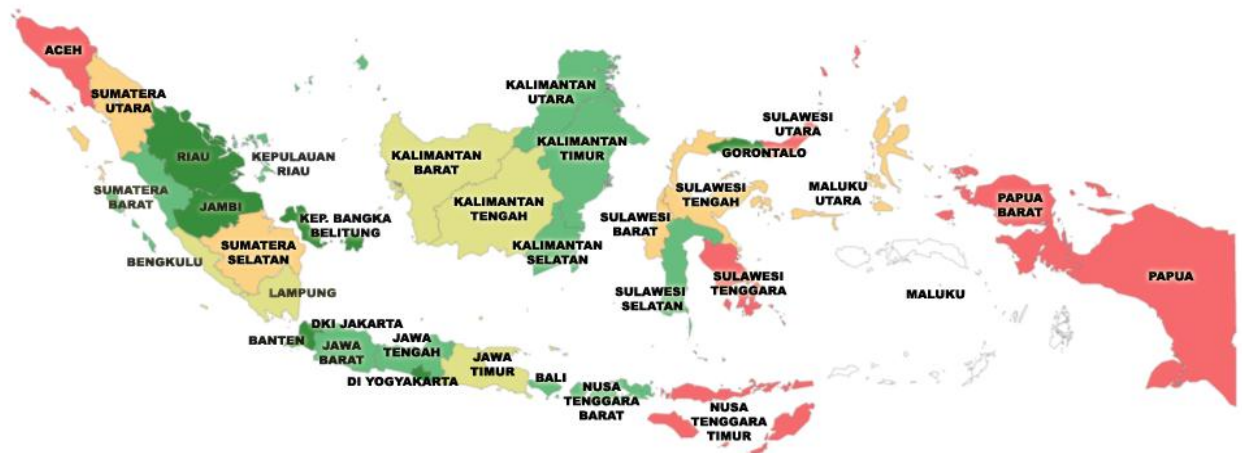 ACEH
SUMATERA
UTARA
RIAU
KEPULAUAN
RIAU
SUMATERA
BARAT
JAMBI
KEP. BANGKA
BELITUNG
SUMATERA
SELATAN
BENGKULU
LAMPUNG
KALIMANTAN
UTARA
KALIMANTAN
BARAT
KALIMANTAN
TIMUR
KALIMANTAN
TENGAH
KALIMANTAN
SELATAN
SULAWESI
UTARA
GORONTALO
SULAWESI
TENGAH
SULAWESI
BARAT
SULAWESI
TENGGARA
SULAWESI
SELATAN
MALUKU
UTARA
MALUKU
PAPUA
BARAT
PAPUA
DKI JAKARTA
BANTEN
JAWA
BARAT
JAWA
TENGAH
DI YOGYAKARTA
JAWA
TIMUR
BALI
NUSA
TENGGARA
BARAT
NUSA
TENGGARA
TIMUR